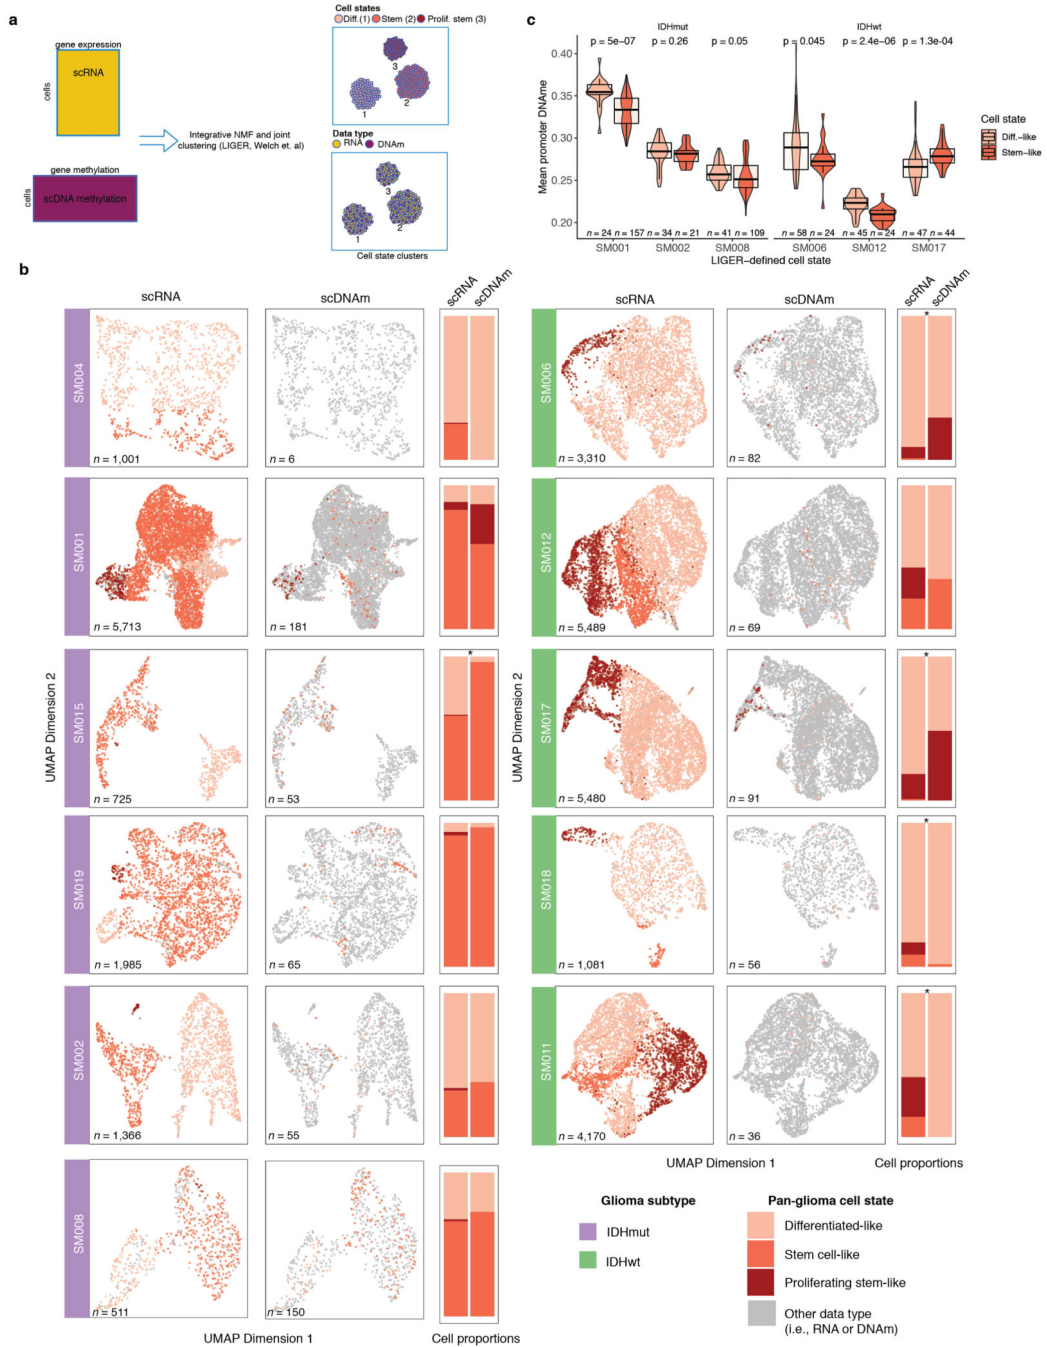 a
gene expression
scRNA
cells
gene methylation
scDNA methylation
cells
Integrative NMF and joint
clustering (LIGER, Welch et. al)
Cell states
Diff.(1) Stem (2) Prolif. stem (3)
3
1
2
Data type
RNA DNAm
3
1
2
Cell state clusters
c
IDHmut IDHwt
p = 5e−07 p = 0.26 p = 0.05 p = 0.045 p = 2.4e−06 p = 1.3e−04
Mean promoter DNAme
0.40
0.35
0.30
0.25
0.20
n = 24 n = 157 n = 34 n = 21 n = 41 n = 109 n = 58 n = 24 n = 45 n = 24 n = 47 n = 44
SM001 SM002 SM008 SM006 SM012 SM017
LIGER−defined cell state
Cell state
Diff.−like
Stem−like
b
scRNA scDNAm scRNA scDNAm
scRNA scDNAm scRNA scDNAm
SM004
n = 1,001 n = 6
SM006
n = 3,310 n = 82
*
SM001
n = 5,713 n = 181
SM012
n = 5,489 n = 69
SM015
n = 725 n = 53
*
SM017
n = 5,480 n = 91
*
UMAP Dimension 2 UMAP Dimension 2
SM019
n = 1,985 n = 65
SM018
n = 1,081 n = 56
*
SM002
n = 1,366 n = 55
SM011
n = 4,170 n = 36
*
UMAP Dimension 1 Cell proportions
SM008
n = 511 n = 150
UMAP Dimension 1 Cell proportions
Glioma subtype
IDHmut
IDHwt
Pan-glioma cell state
Differentiated-like
Stem cell-like
Proliferating stem-like
Other data type
(i.e., RNA or DNAm)